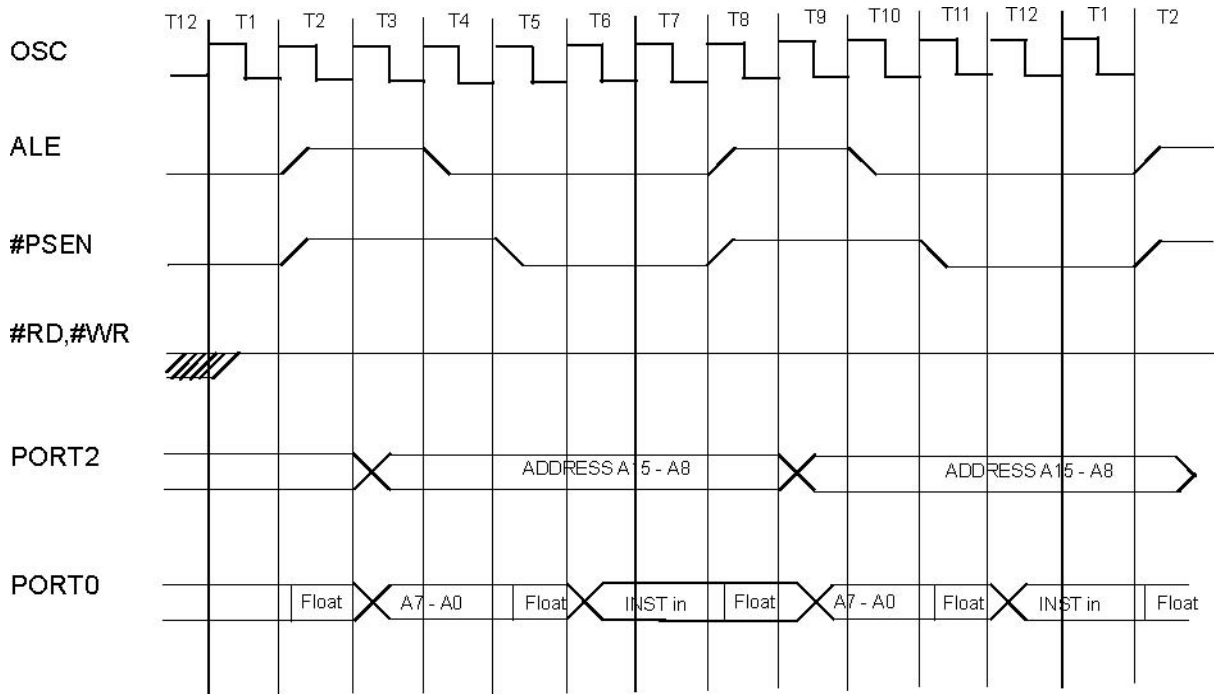 T12 T1 T2 T3 T4 T5 T6 T7 T8 T9 T10 T11 T12 T1 T2
OSC
ALE
#PSEN
#RD,#WR
PORT2 ADDRESS A15 - A8 ADDRESS A15 - A8
PORT0 Float A7 - A0 Float INST in Float A7 - A0 Float INST in Float